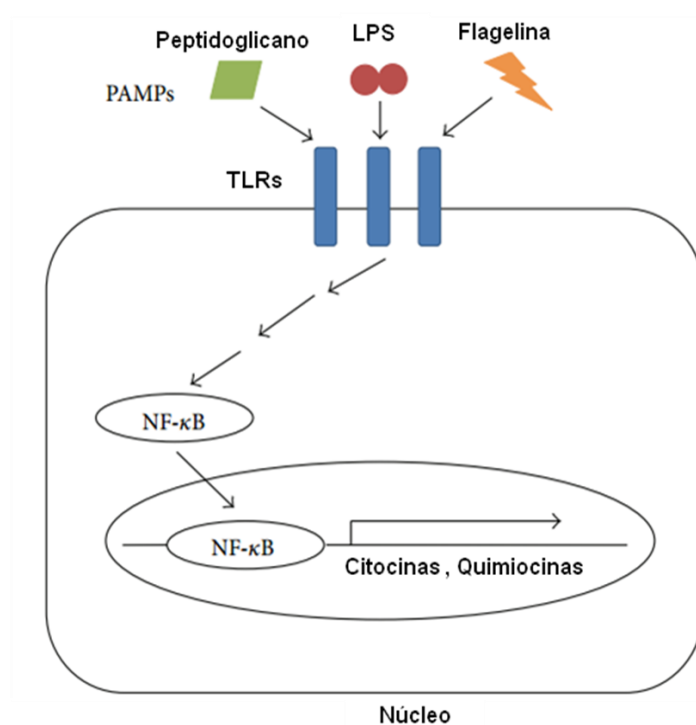 Peptidoglicano
LPS
Flagelina
PAMPs
TLRs
NF-κB
NF-κB
Citocinas , Quimiocinas
Núcleo